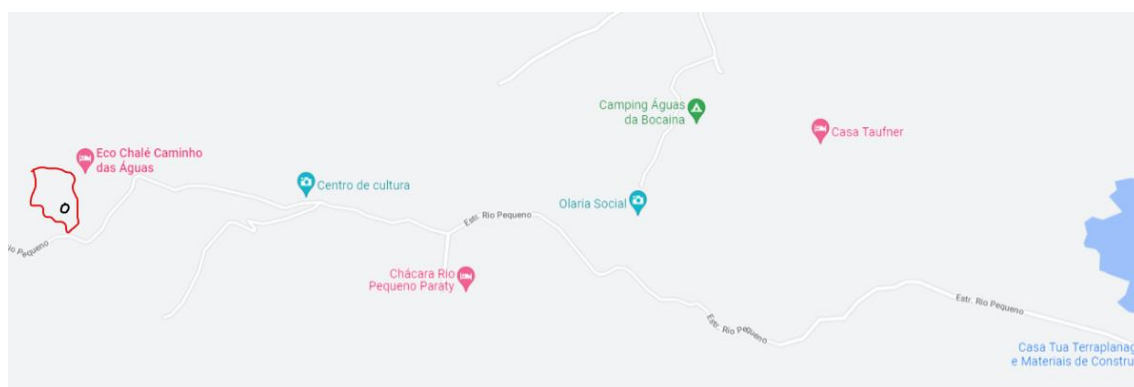 Camping Águas
da Bocaina
Casa Taufner
Eco Chalé Caminho
das Águas
Centro de cultura
Olaria Social
Estr. Rio Pequeno
io Pequeno
Chácara Rio
Pequeno Paraty
Estr. Rio Pequeno
Estr. Rio Pequeno
Casa Tua Terraplanag
e Materiais de Constru